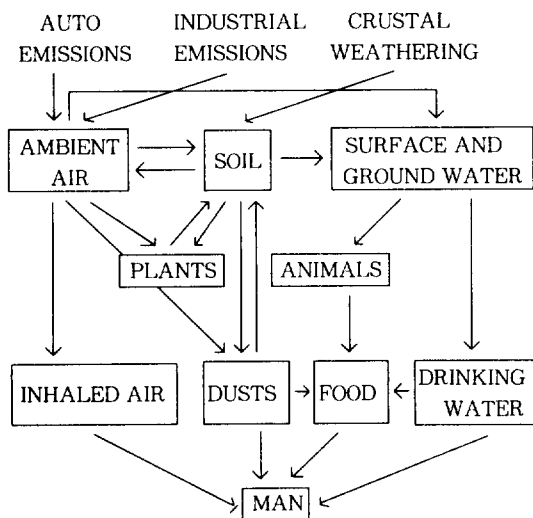 AUTO
EMISSIONS
INDUSTRIAL
EMISSIONS
CRUSTAL
WEATHERING
AMBIENT
AIR
SOIL
SURFACE AND
GROUND WATER
PLANTS
ANIMALS
INHALED AIR
DUSTS
FOOD
DRINKING
WATER
MAN